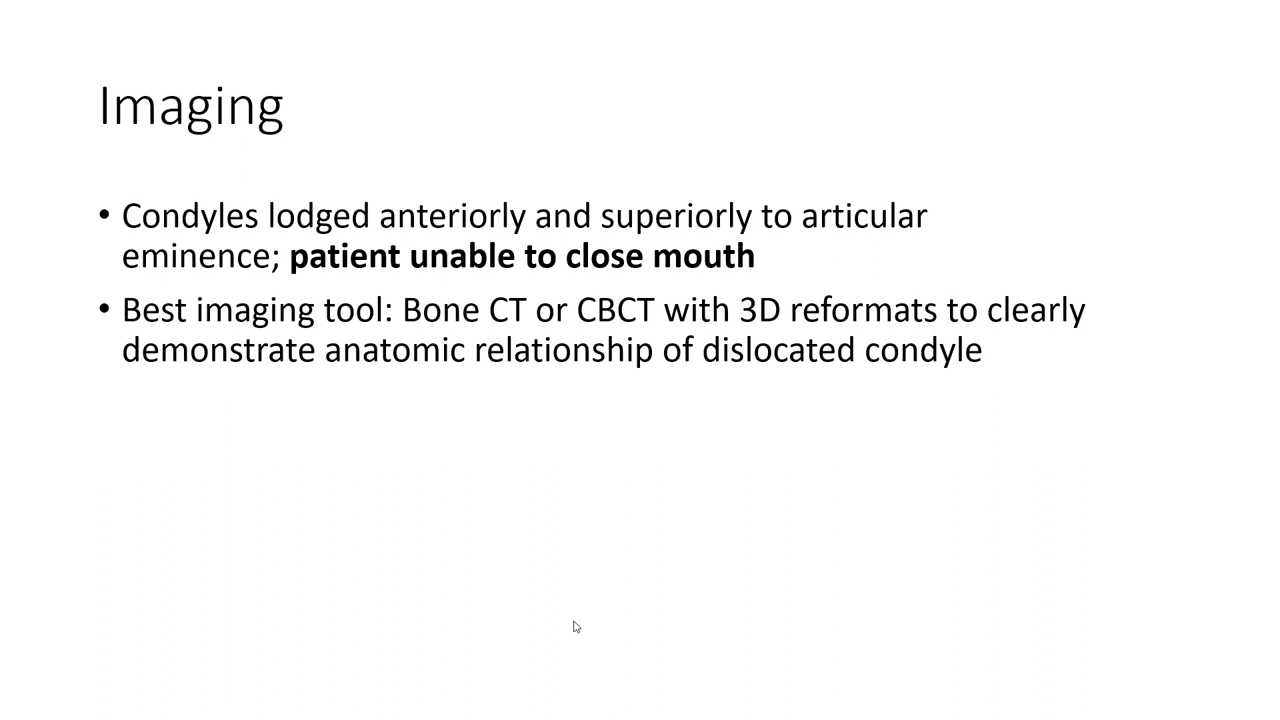 Imaging
• Condyles lodged anteriorly and superiorly to articular
eminence; patient unable to close mouth
• Best imaging tool: Bone CT or CBCT with 3D reformats to clearly
demonstrate anatomic relationship of dislocated condyle